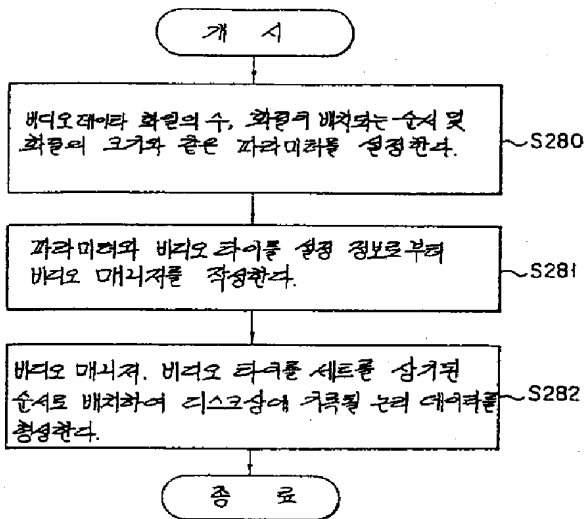 개 시
비디오 데이타 화일의 수, 화일이 배치되는 순서 및
화일의 크기와 같은 파라미터를 설정한다.
S280
파라미터와 비디오 타이틀 설정 정보로부터
비디오 매니저를 작성한다.
S281
비디오 매니저, 비디오 타이틀 세트를 상기된
순서로 배치하여 디스크상에 기록될 논리 데이타를
형성한다.
S282
종 료